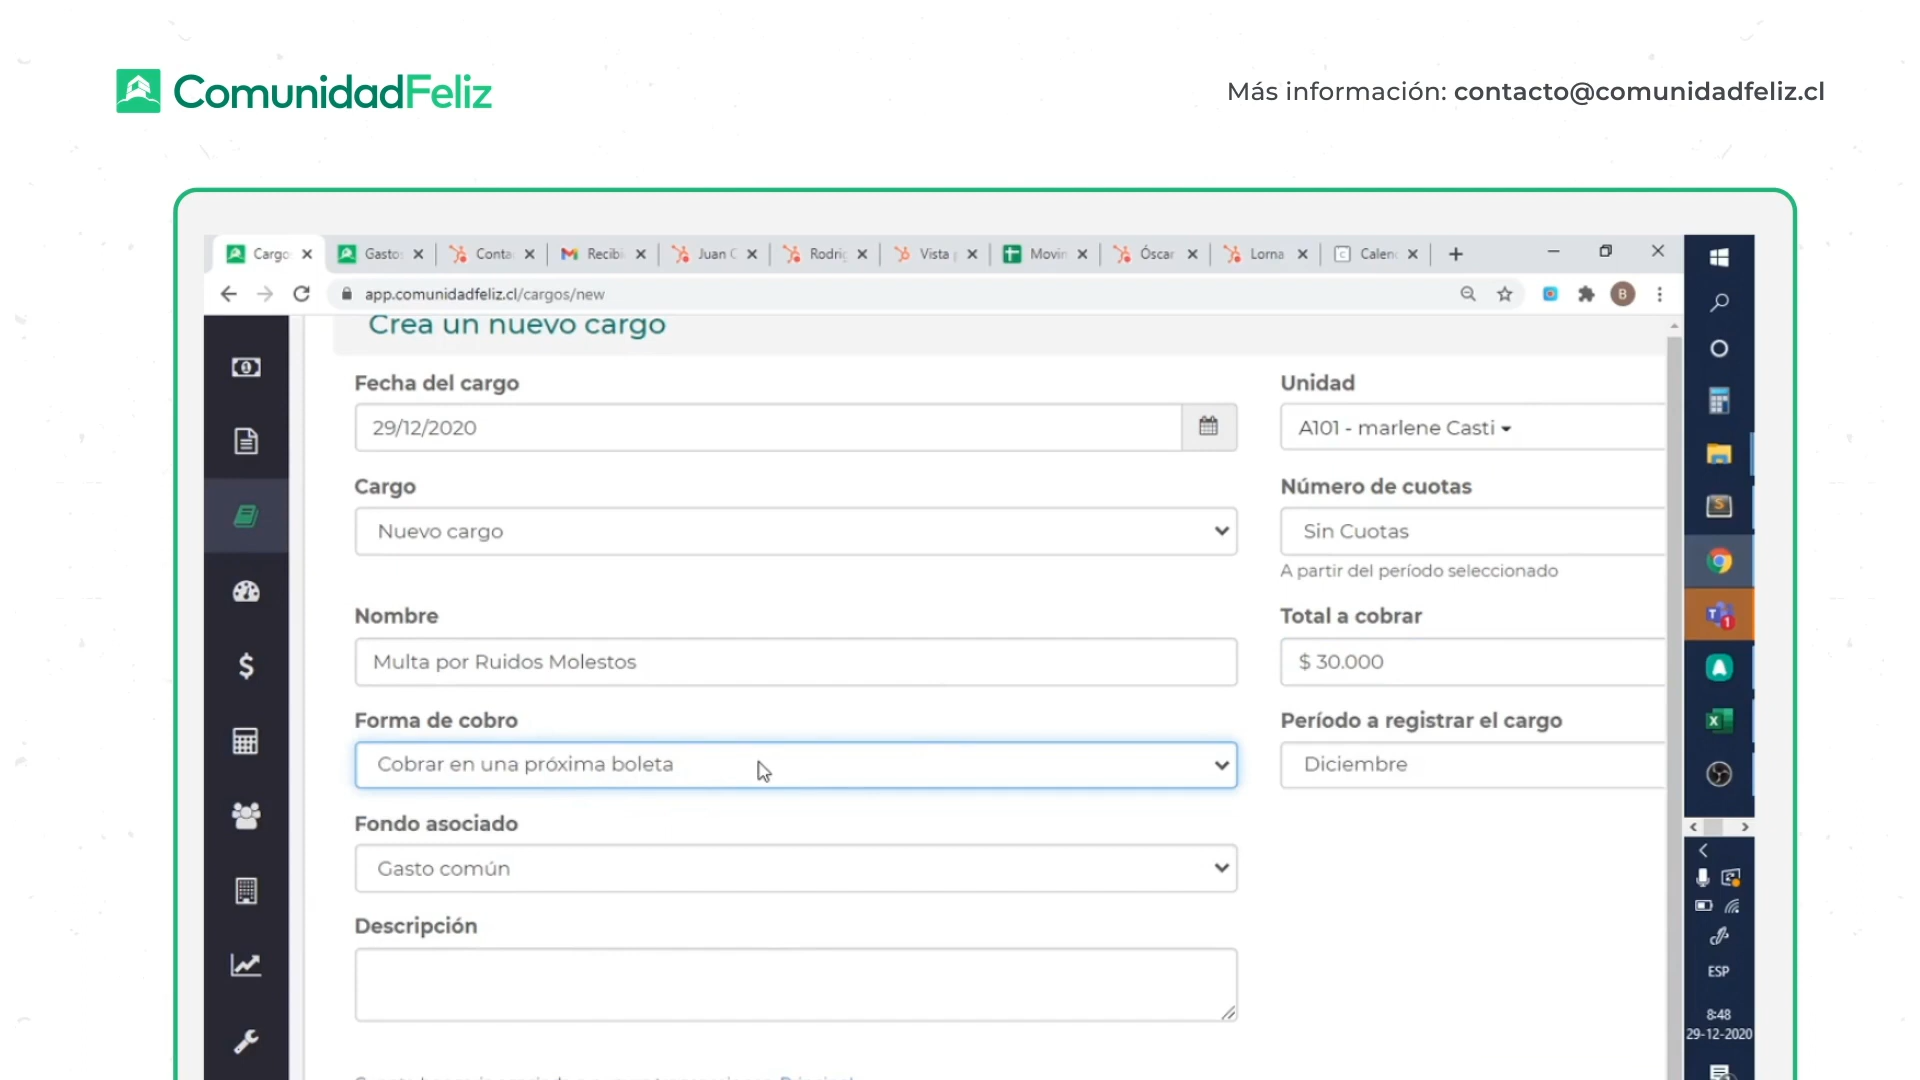 ComunidadFeliz
Más información: contacto@comunidadfeliz.cl
Cargo
Gasto
Conta
Recibi
Juan C
Rodrig
Vista
Movin
Óscar
Lorna
Calen
app.comunidadfeliz.cl/cargos/new
B
Crea un nuevo cargo
Fecha del cargo
Unidad
29/12/2020
A101 - marlene Casti
Cargo
Número de cuotas
Nuevo cargo
Sin Cuotas
A partir del período seleccionado
Nombre
Total a cobrar
Multa por Ruidos Molestos
$ 30.000
Forma de cobro
Período a registrar el cargo
Cobrar en una próxima boleta
Diciembre
Fondo asociado
Gasto común
Descripción
ESP
8:48
29-12-2020